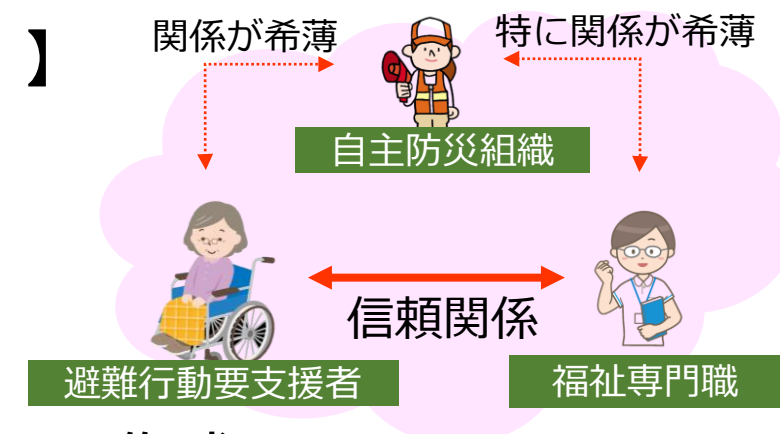 】
関係が希薄
特に関係が希薄
自主防災組織
信頼関係
避難行動要支援者
福祉専門職